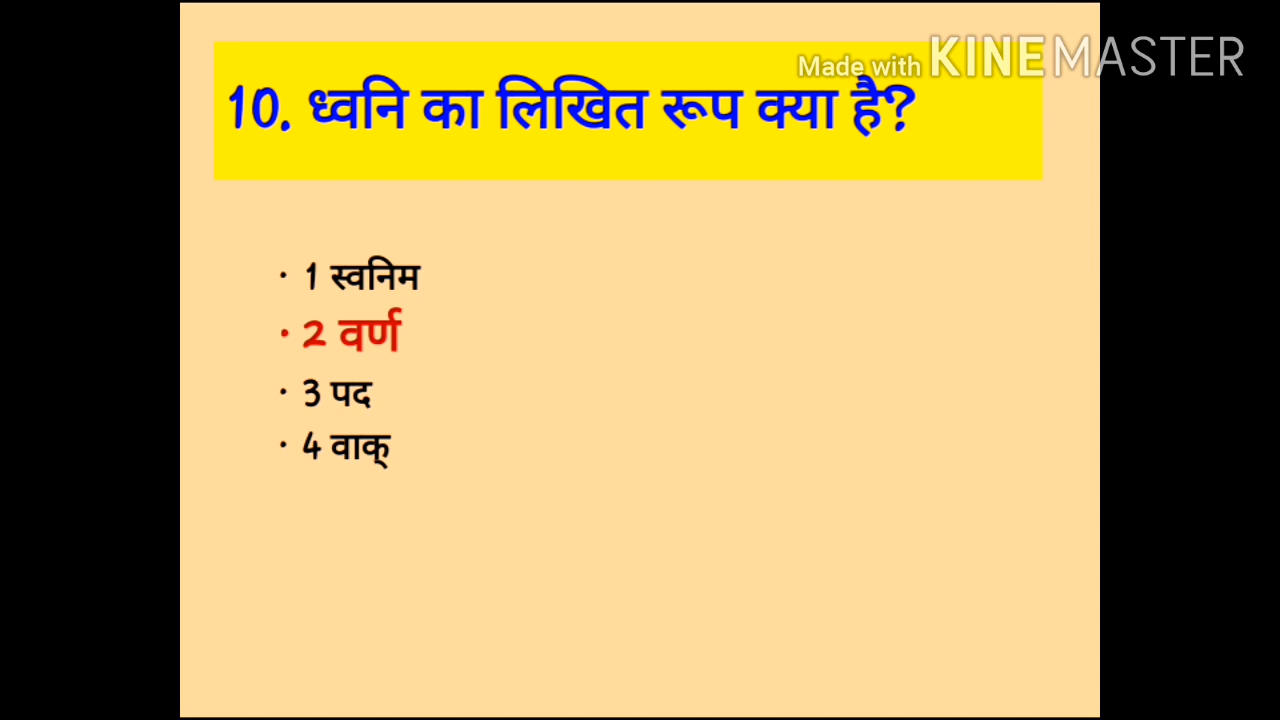 Made with KINEMASTER
10. ध्वनि का लिखित रूप क्या है?
• 1 स्वनिम
• 2 वर्ण
• 3 पद
• 4 वाक्